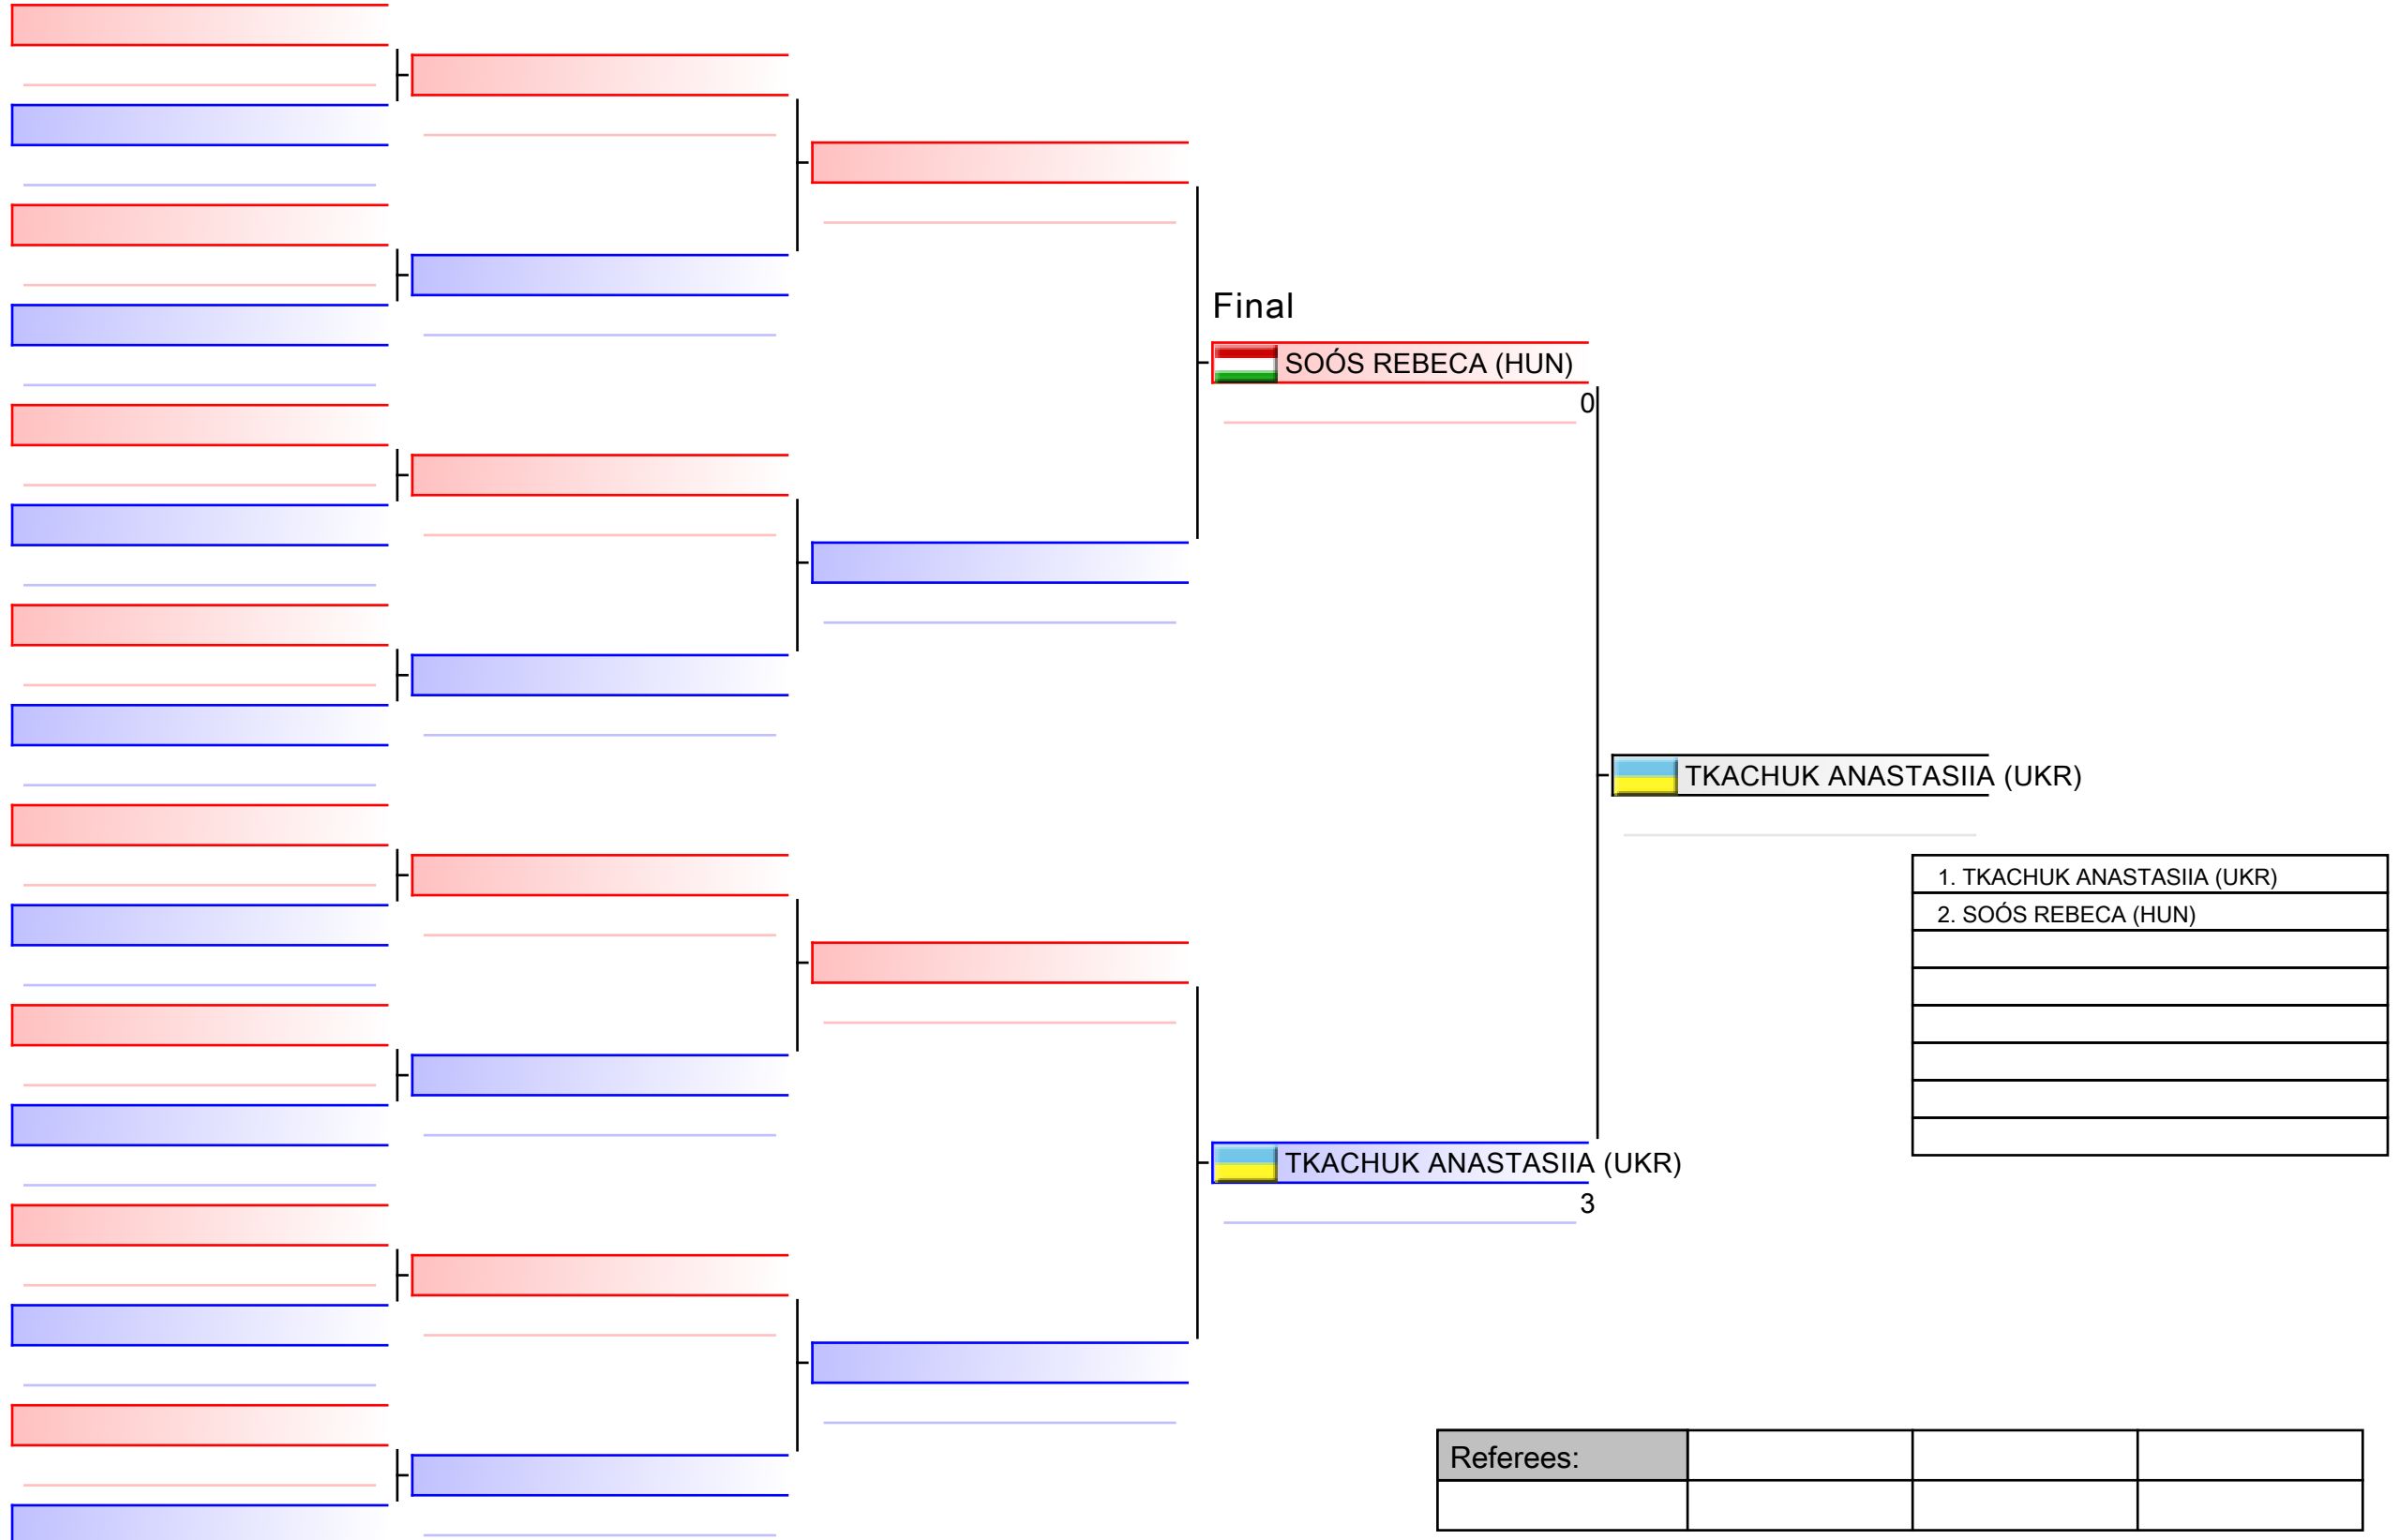 Final
SOÓS REBECA (HUN)
0
TKACHUK ANASTASIIA (UKR)
1. TKACHUK ANASTASIIA (UKR)
2. SOÓS REBECA (HUN)
TKACHUK ANASTASIIA (UKR)
3
Referees: